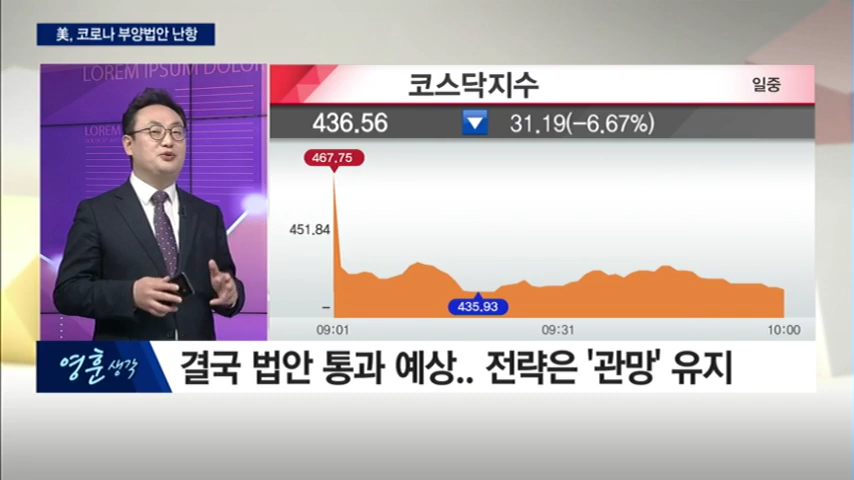 美, 코로나 부양법안 난항
LOREM IPSUM DOLOR
LOREM
코스닥지수
일중
436.56 ▼ 31.19(-6.67%)
467.75
451.84
435.93
–
09:01 09:31 10:00
영훈생각
결국 법안 통과 예상.. 전략은 '관망' 유지